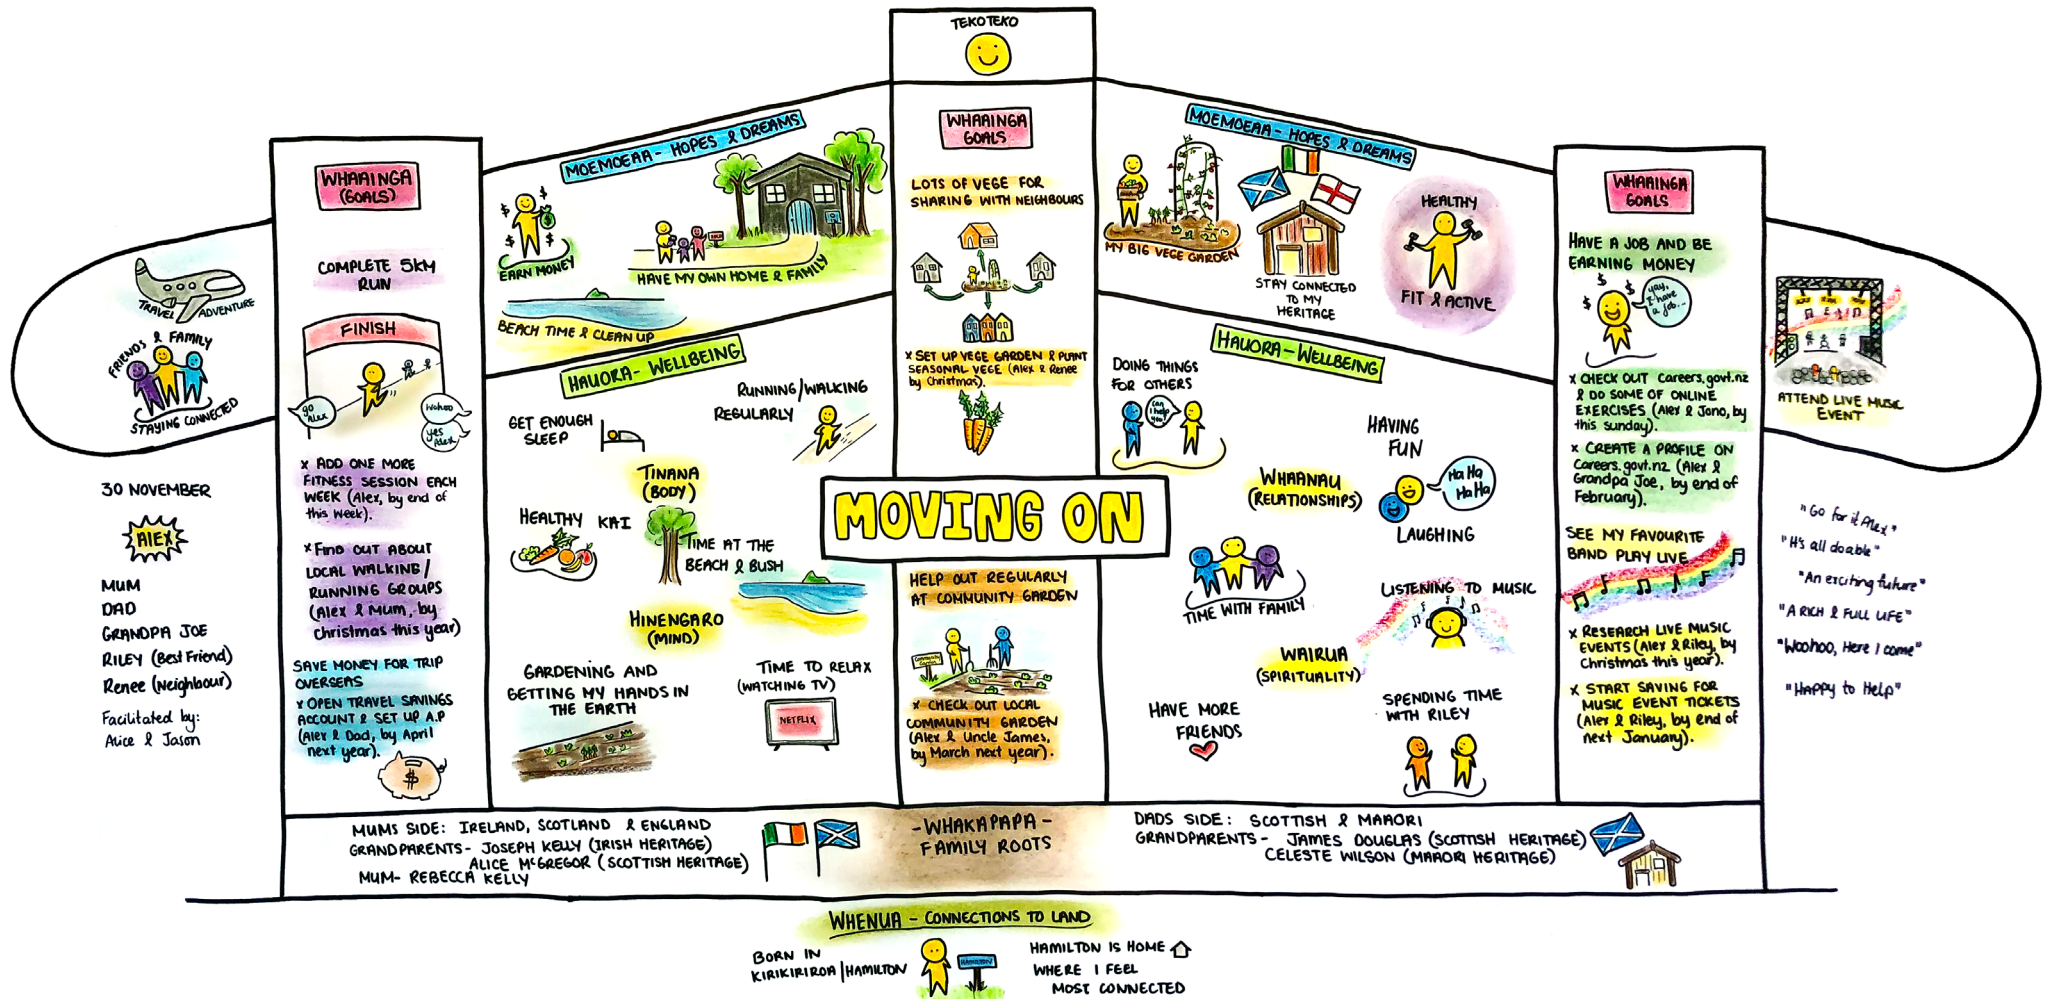 TEKOTEKO
TRAVEL ADVENTURE
FRIENDS & FAMILY
STAYING CONNECTED
30 NOVEMBER
ALEX
MUM
DAD
GRANDPA JOE
RILEY (Best Friend)
Renee (Neighbour)
Facilitated by:
Alice & Jason
WHAAINGA
(GOALS)
COMPLETE 5KM
RUN
FINISH
go
Alex
Wohoo
yes
Alex
x ADD ONE MORE
FITNESS SESSION EACH
WEEK (Alex, by end of
this week).
x FIND OUT ABOUT
LOCAL WALKING/
RUNNING GROUPS
(Alex & Mum, by
Christmas this year)
SAVE MONEY FOR TRIP
OVERSEAS
x OPEN TRAVEL SAVINGS
ACCOUNT & SET UP A.P
(Alex & Dad, by April
next year).
$
MOEMOEAA - HOPES & DREAMS
$ $ $ $
EARN MONEY
SOLD
HAVE MY OWN HOME & FAMILY
BEACH TIME & CLEAN UP
HAUORA - WELLBEING
GET ENOUGH
SLEEP
RUNNING/WALKING
REGULARLY
TINANA
(BODY)
HEALTHY KAI
TIME AT THE
BEACH & BUSH
HINENGARO
(MIND)
GARDENING AND
GETTING MY HANDS IN
THE EARTH
TIME TO RELAX
(WATCHING TV)
NETFLIX
WHAAINGA
GOALS
LOTS OF VEGE FOR
SHARING WITH NEIGHBOURS
x SET UP VEGE GARDEN & PLANT
SEASONAL VEGE (Alex & Renee
by Christmas).
MOVING ON
HELP OUT REGULARLY
AT COMMUNITY GARDEN
Community
Garden
x CHECK OUT LOCAL
COMMUNITY GARDEN
(Alex & Uncle James,
by March next year).
MOEMOEAA - HOPES & DREAMS
MY BIG VEGE GARDEN
STAY CONNECTED
TO MY
HERITAGE
HEALTHY
FIT & ACTIVE
HAUORA - WELLBEING
DOING THINGS
FOR OTHERS
can
I help
you?
HAVING
FUN
WHAANAU
(RELATIONSHIPS)
Ha Ha
Ha Ha
LAUGHING
TIME WITH FAMILY
LISTENING TO MUSIC
WAIRUA
(SPIRITUALITY)
HAVE MORE
FRIENDS
SPENDING TIME
WITH RILEY
WHAAINGA
GOALS
HAVE A JOB AND BE
EARNING MONEY
$ $ $
yay,
I have
a job...
x CHECK OUT Careers.govt.nz
& DO SOME OF ONLINE
EXERCISES (Alex & Jono, by
this sunday).
x CREATE A PROFILE ON
Careers.govt.nz (Alex &
Grandpa Joe, by end of
February).
SEE MY FAVOURITE
BAND PLAY LIVE
x RESEARCH LIVE MUSIC
EVENTS (Alex & Riley, by
Christmas this year).
x START SAVING FOR
MUSIC EVENT TICKETS
(Alex & Riley, by end of
next January).
ATTEND LIVE MUSIC
EVENT
"Go for it Alex"
"It's all doable"
"An exciting future"
"A RICH & FULL LIFE"
"Woohoo, Here I come"
"HAPPY to Help"
MUMS SIDE: IRELAND, SCOTLAND & ENGLAND
GRANDPARENTS- JOSEPH KELLY (IRISH HERITAGE)
ALICE McGREGOR (SCOTTISH HERITAGE)
MUM- REBECCA KELLY
-WHAKAPAPA-
FAMILY ROOTS
DADS SIDE: SCOTTISH & MAAORI
GRANDPARENTS - JAMES DOUGLAS (SCOTTISH HERITAGE)
CELESTE WILSON (MAAORI HERITAGE)
WHENUA - CONNECTIONS TO LAND
BORN IN
KIRIKIRIROA/HAMILTON
HAMILTON
HAMILTON IS HOME
WHERE I FEEL
MOST CONNECTED